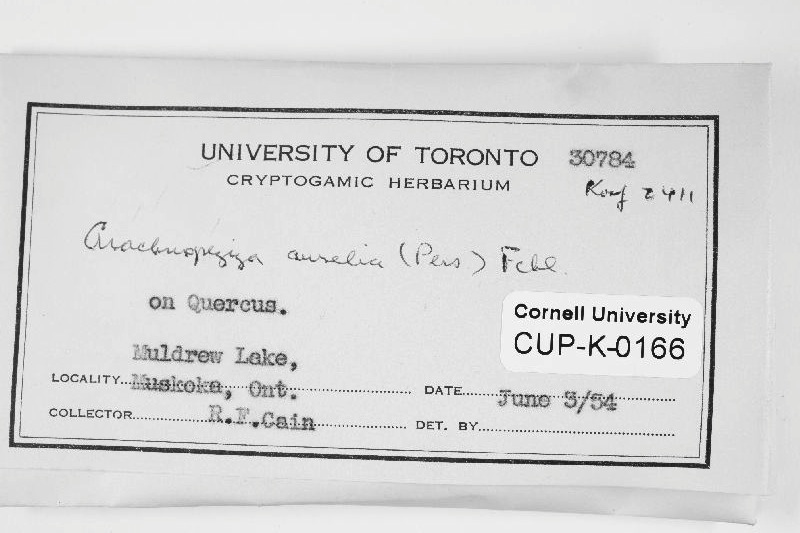 UNIVERSITY OF TORONTO 30784
CRYPTOGAMIC HERBARIUM
Korf 2411
Arachnopeziza aurelia (Pers) Fckl.
on Quercus.
Cornell University
CUP-K-0166
Muldrew Lake,
LOCALITY Muskoka, Ont. DATE June 3/54
COLLECTOR R.F.Cain DET. BY